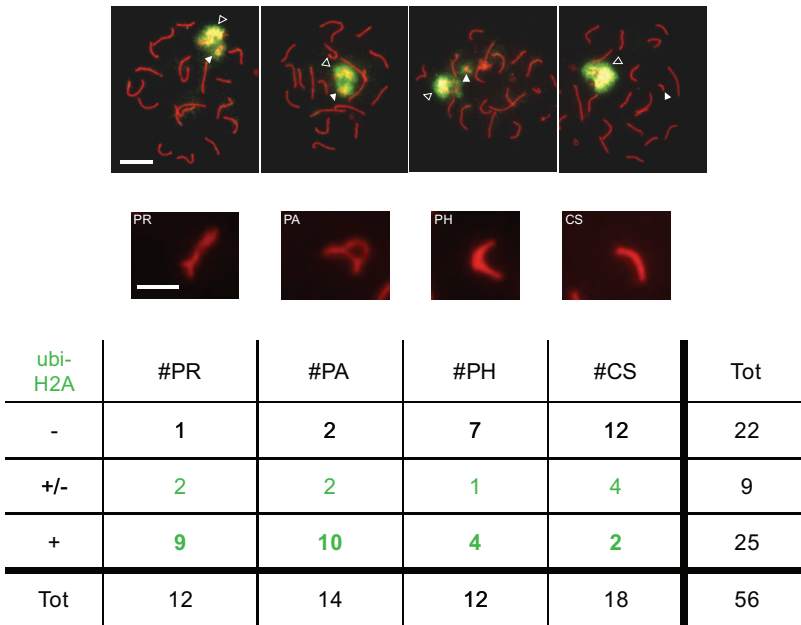 PR PA PH CS
ubi-
H2A #PR #PA #PH #CS Tot
- 1 2 7 12 22
+/- 2 2 1 4 9
+ 9 10 4 2 25
Tot 12 14 12 18 56